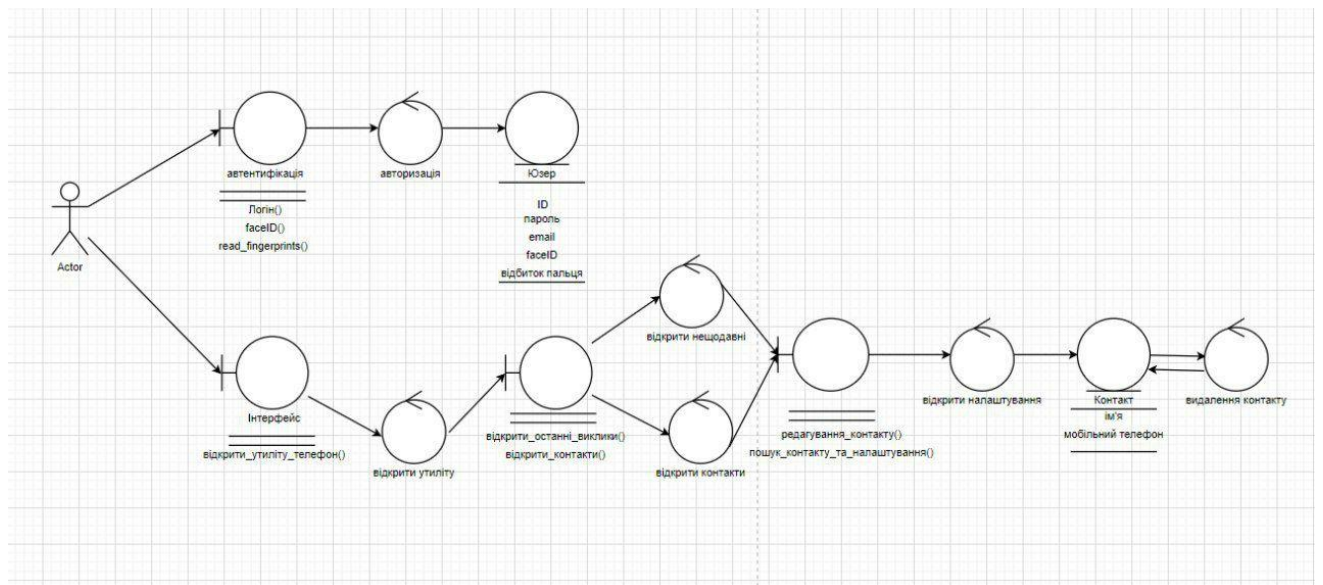 автентифікація
Логін()
faceID()
read_fingerprints()
авторизація
Юзер
ID
пароль
email
faceID
відбиток пальця
Actor
Інтерфейс
відкрити_утиліту_телефон()
відкрити утиліту
відкрити_останні_виклики()
відкрити_контакти()
відкрити нещодавні
відкрити контакти
редагування_контакту()
пошук_контакту_та_налаштування()
відкрити налаштування
Контакт
ім'я
мобільний телефон
видалення контакту